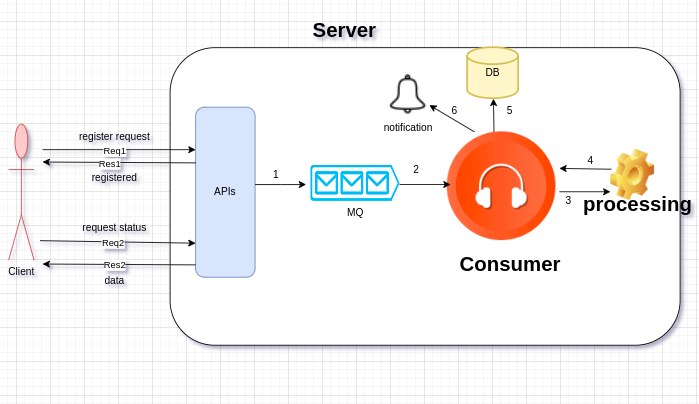 Server
DB
6
5
notification
register request
Req1
Res1
registered
APIs
1
MQ
2
4
3
processing
request status
Req2
Res2
data
Client
Consumer